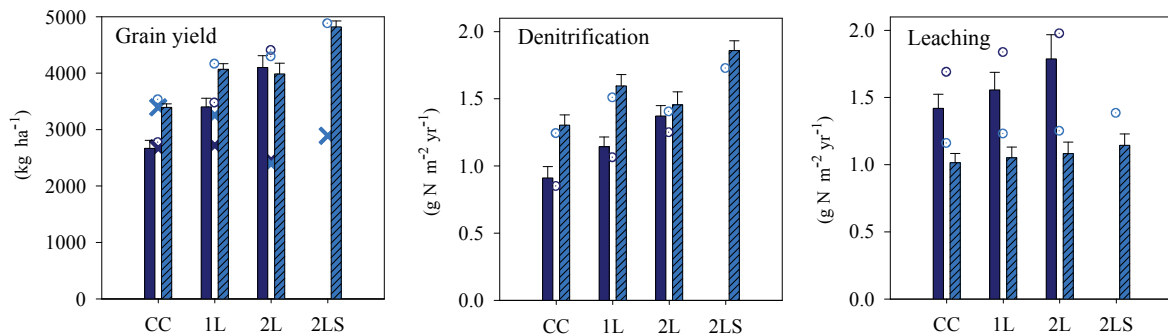 Grain yield
(kg ha⁻¹)
5000
4000
3000
2000
1000
0
CC 1L 2L 2LS
Denitrification
(g N m⁻² yr⁻¹)
2.0
1.5
1.0
0.5
0.0
CC 1L 2L 2LS
Leaching
(g N m⁻² yr⁻¹)
2.0
1.5
1.0
0.5
0.0
CC 1L 2L 2LS